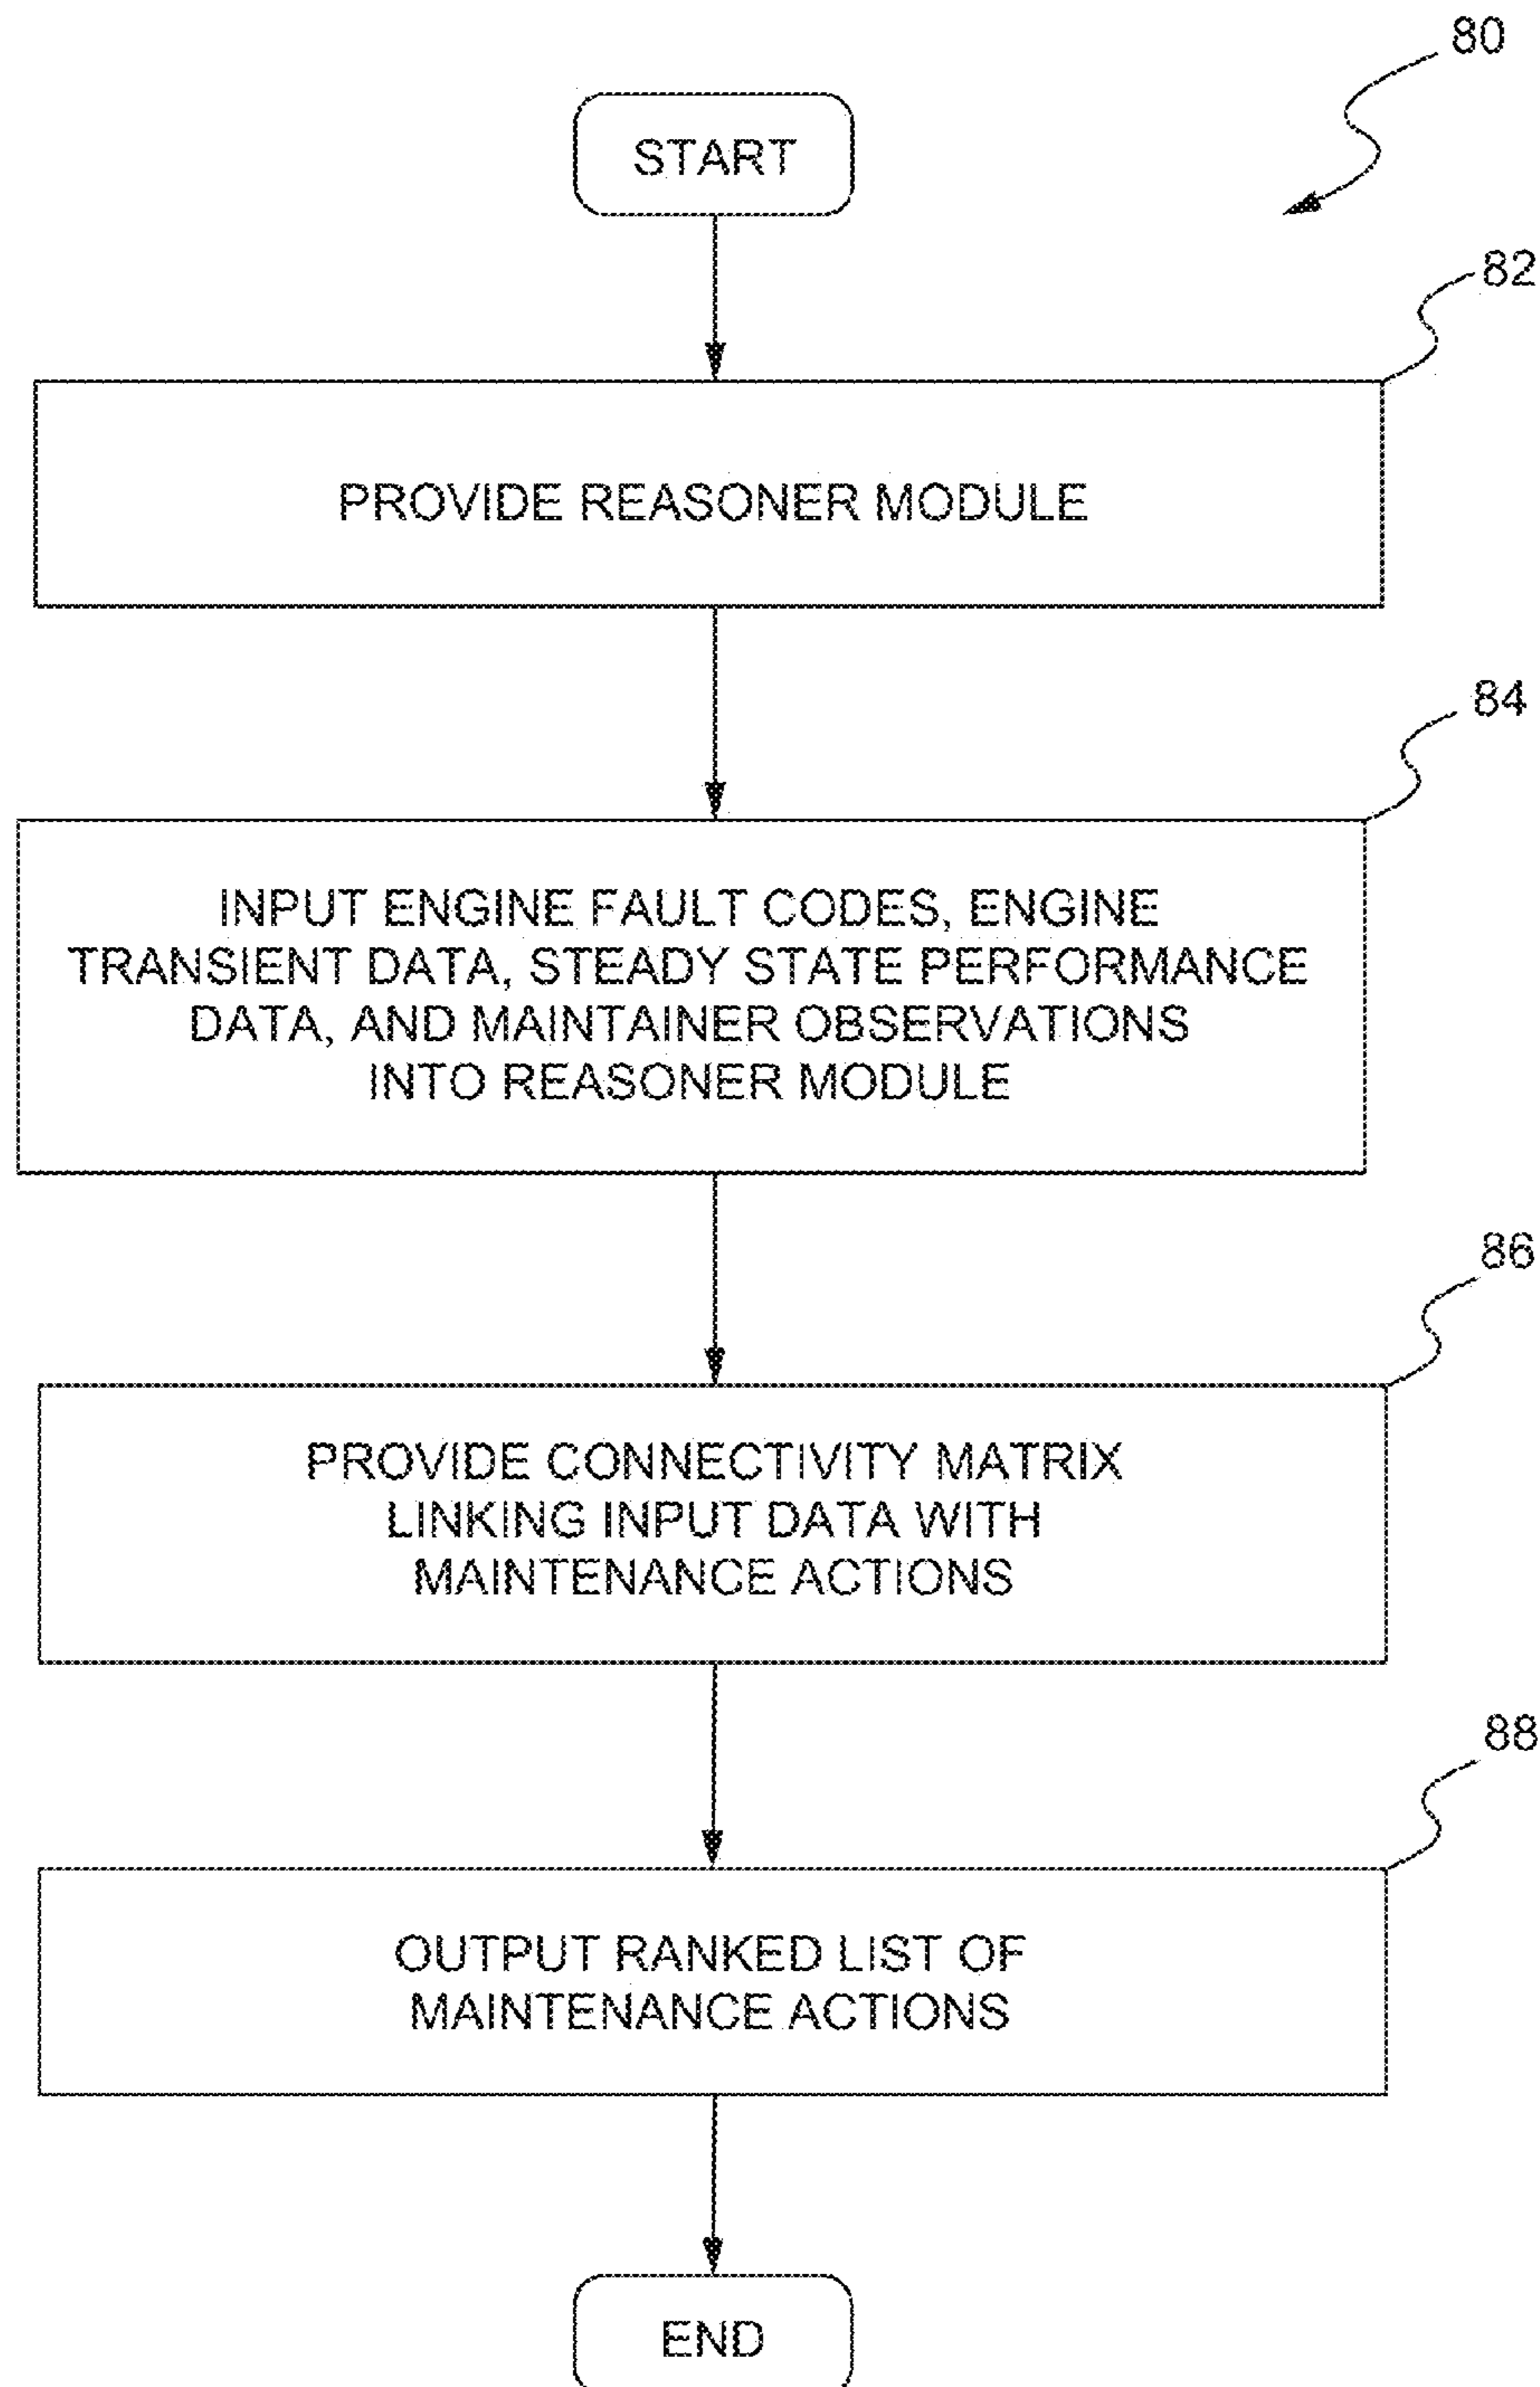 80
START
82
PROVIDE REASONER MODULE
84
INPUT ENGINE FAULT CODES, ENGINE
TRANSIENT DATA, STEADY STATE PERFORMANCE
DATA, AND MAINTAINER OBSERVATIONS
INTO REASONER MODULE
86
PROVIDE CONNECTIVITY MATRIX
LINKING INPUT DATA WITH
MAINTENANCE ACTIONS
88
OUTPUT RANKED LIST OF
MAINTENANCE ACTIONS
END